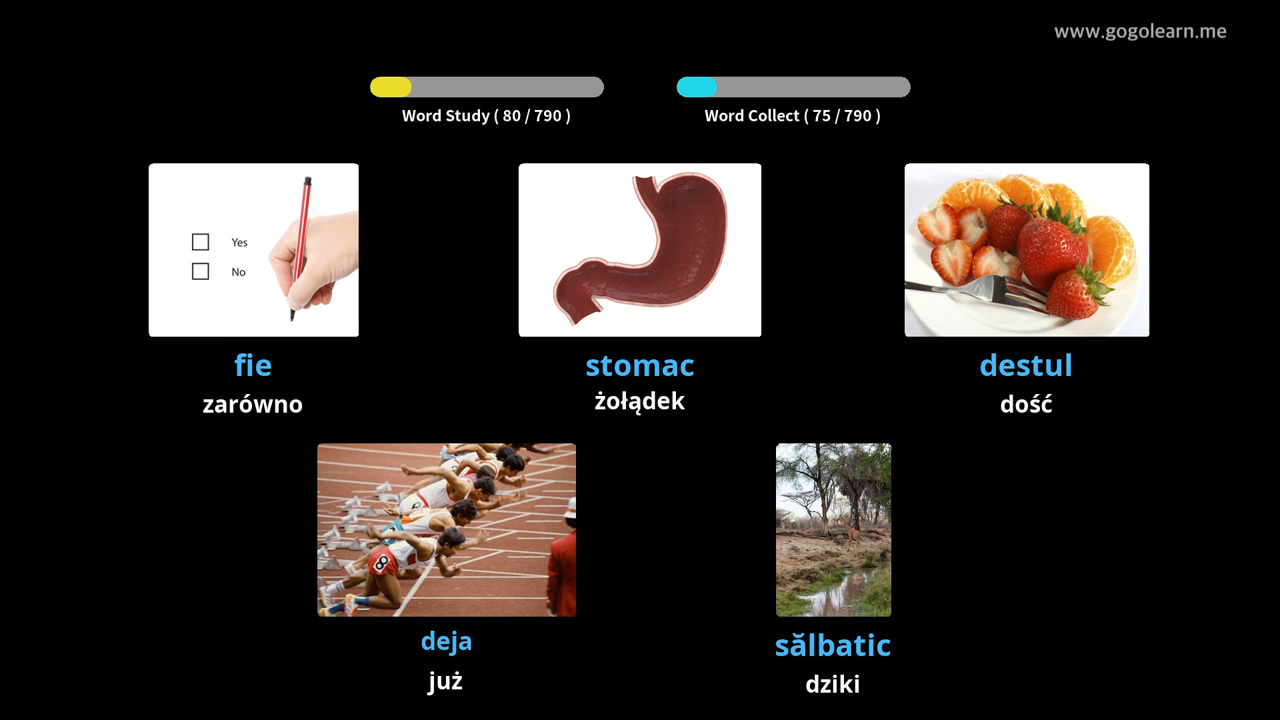 www.gogolearn.me
Word Study ( 80 / 790 )
Word Collect ( 75 / 790 )
Yes
No
8
fie
zarówno
stomac
żołądek
destul
dość
deja
już
sălbatic
dziki